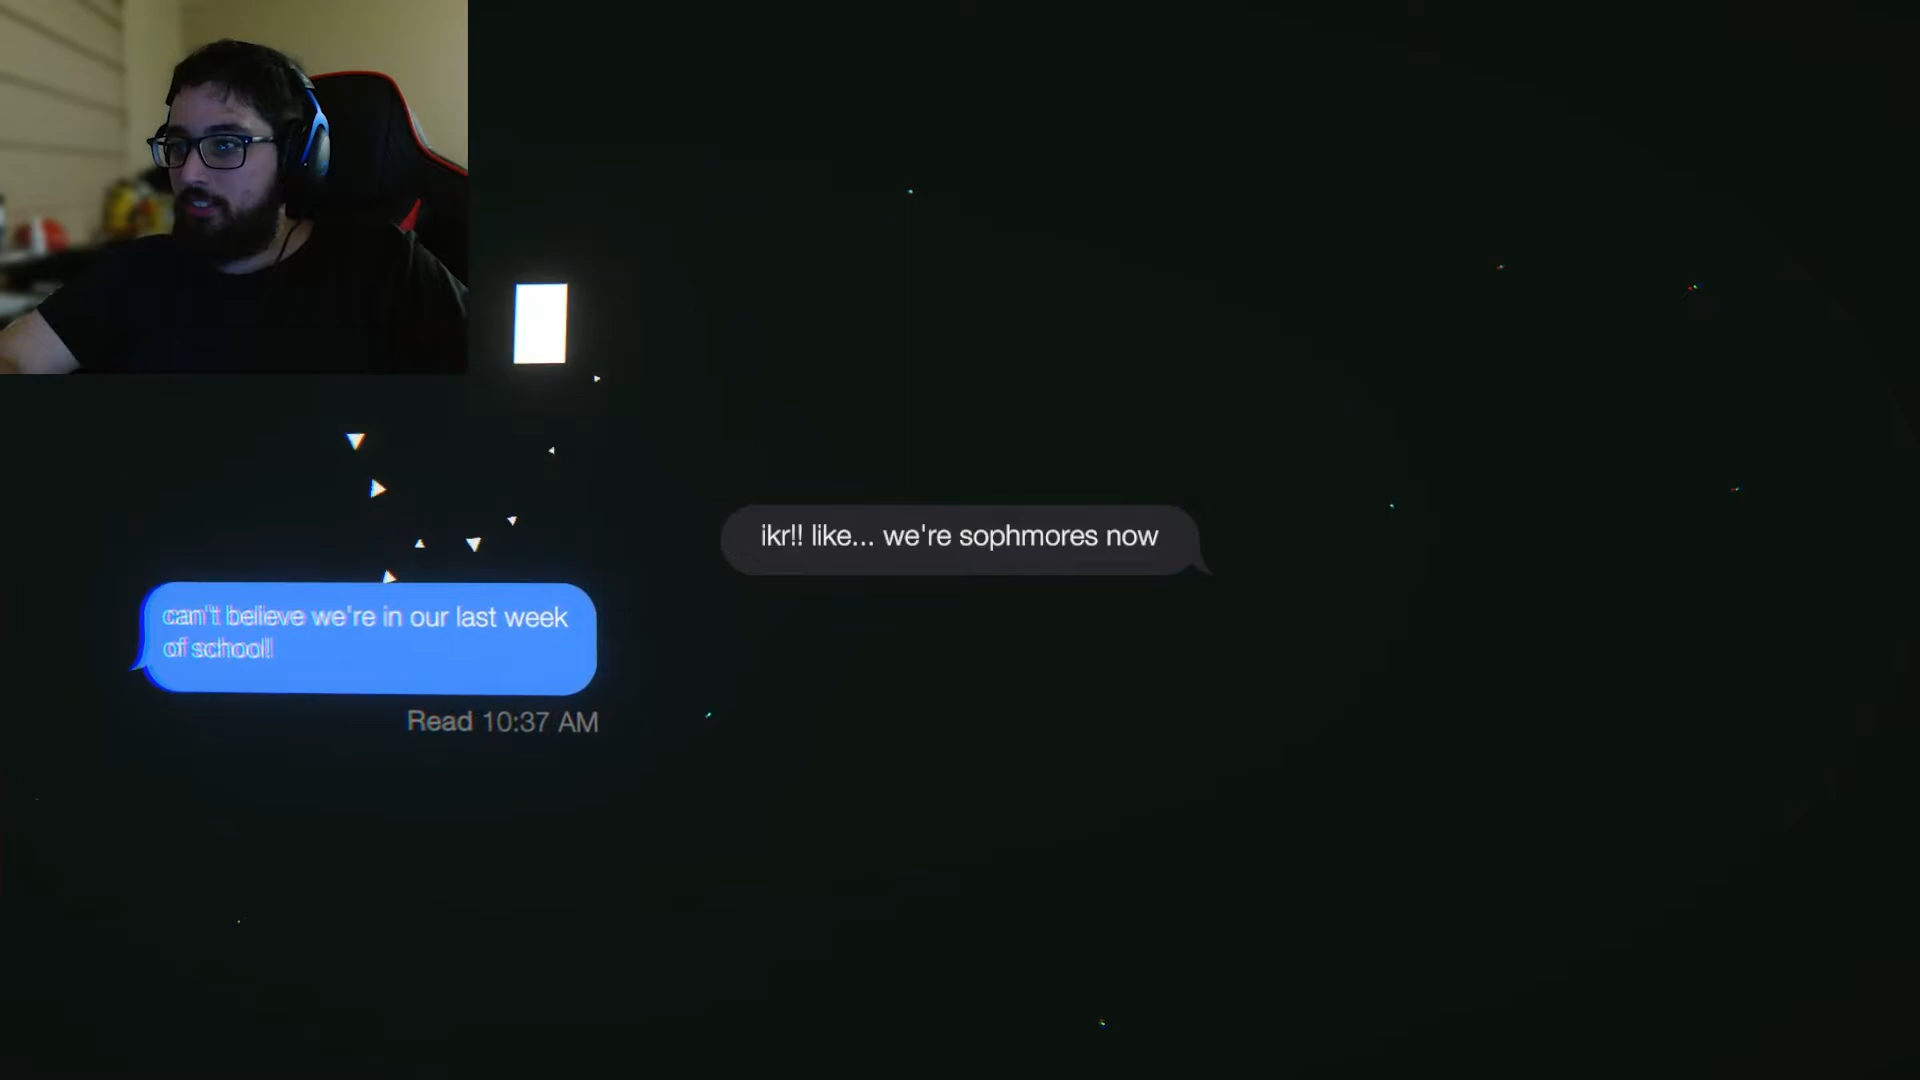 ikr!! like... we're sophmores now
can't believe we're in our last week
of school!
Read 10:37 AM